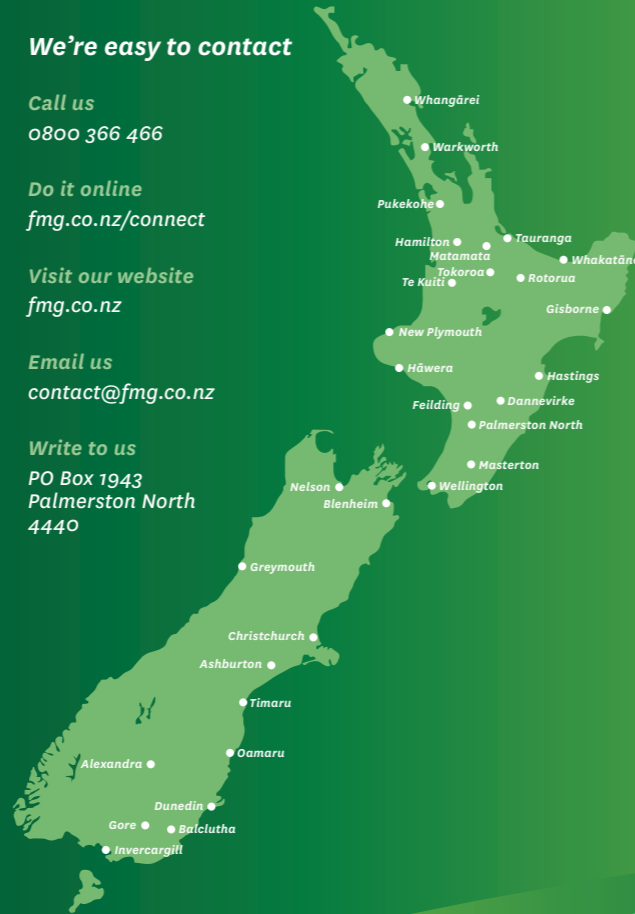 We're easy to contact
Call us
0800 366 466
Do it online
fmg.co.nz/connect
Visit our website
fmg.co.nz
Email us
contact@fmg.co.nz
Write to us
PO Box 1943
Palmerston North
4440
Whangārei
Warkworth
Pukekohe
Tauranga
Hamilton
Matamata
Whakatāne
Tokoroa
Rotorua
Te Kuiti
Gisborne
New Plymouth
Hāwera
Hastings
Dannevirke
Feilding
Palmerston North
Masterton
Wellington
Nelson
Blenheim
Greymouth
Christchurch
Ashburton
Timaru
Oamaru
Alexandra
Dunedin
Gore
Balclutha
Invercargill